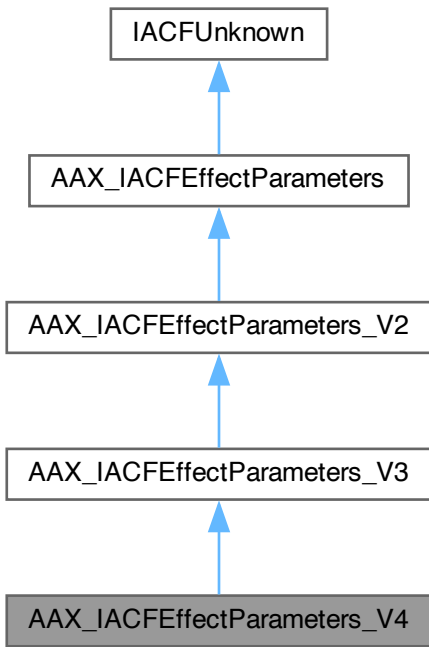 IACFUnknown
AAX_IACFEffectParameters
AAX_IACFEffectParameters_V2
AAX_IACFEffectParameters_V3
AAX_IACFEffectParameters_V4